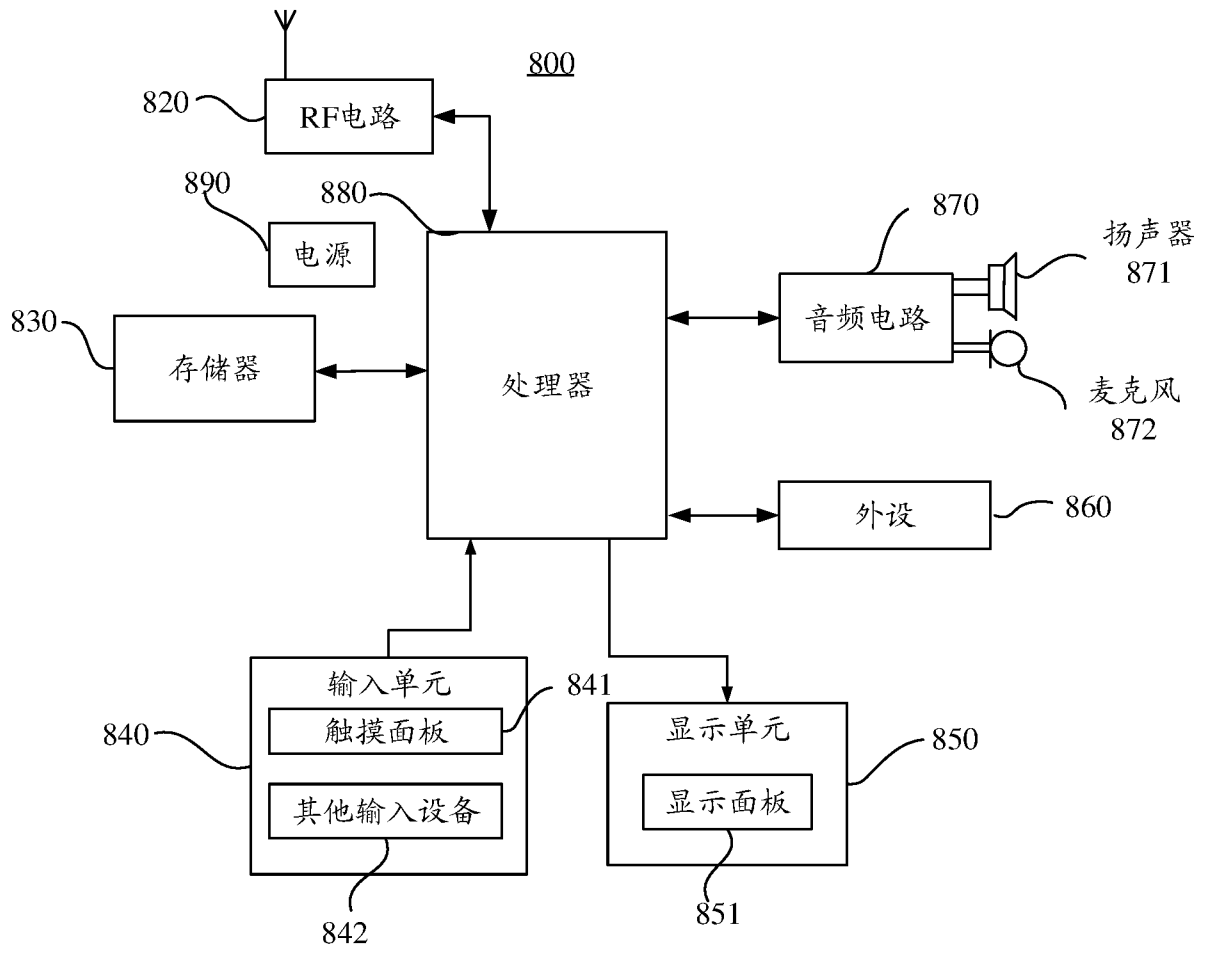 800
820
RF电路
890
880
电源
870
扬声器
871
830
存储器
处理器
音频电路
麦克风
872
外设
860
输入单元
841
840
触摸面板
其他输入设备
842
显示单元
850
显示面板
851